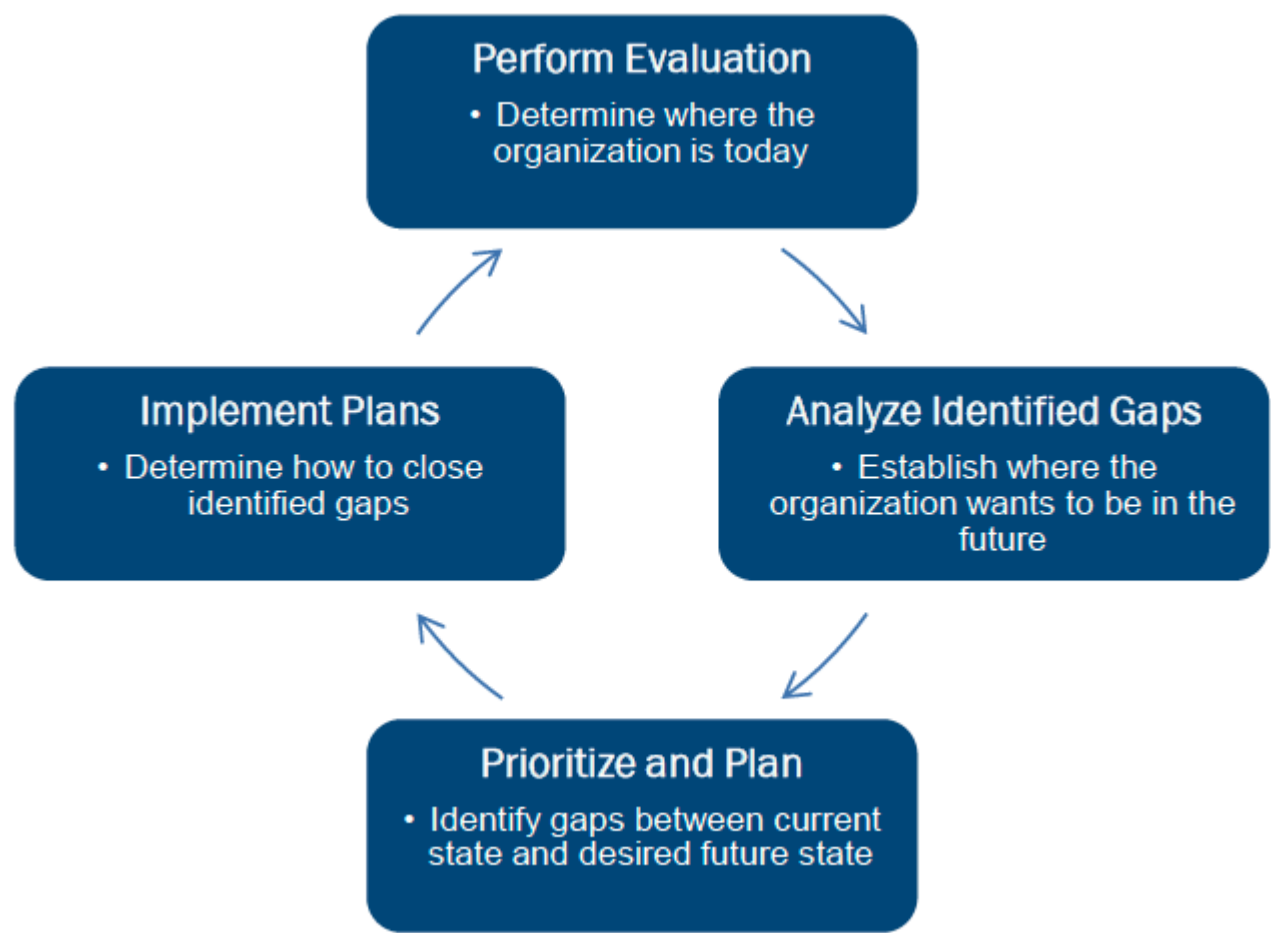 Perform Evaluation
• Determine where the
organization is today
Implement Plans
• Determine how to close
identified gaps
Analyze Identified Gaps
• Establish where the
organization wants to be in the
future
Prioritize and Plan
• Identify gaps between current
state and desired future state